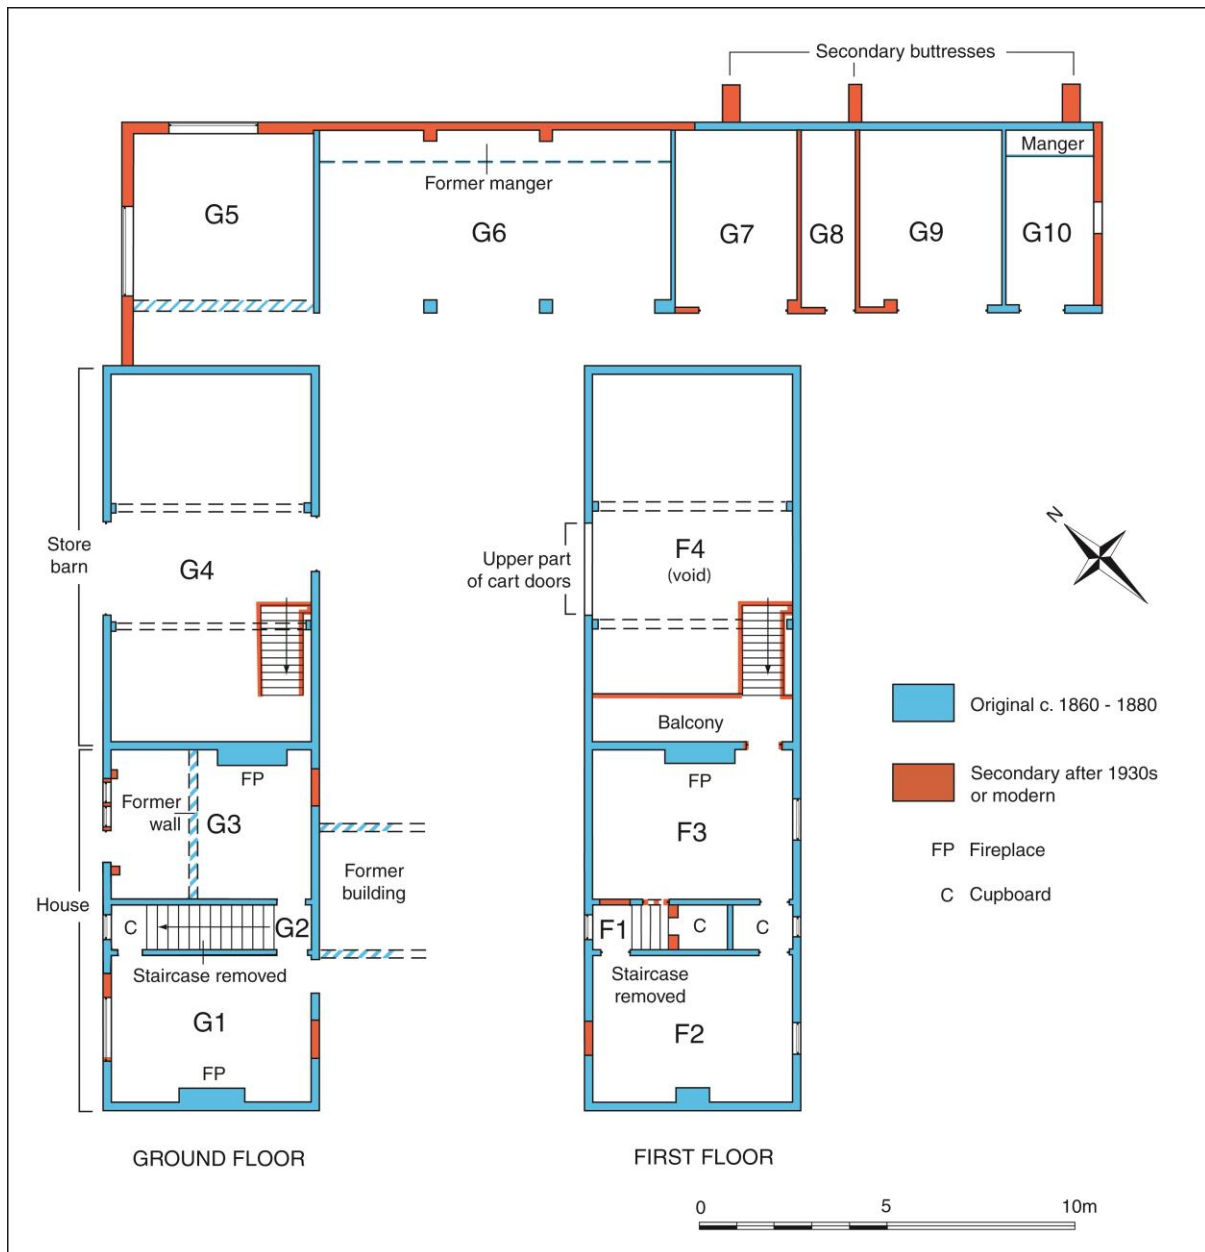 Secondary buttresses
Manger
Former manger
G5
G6
G7
G8
G9
G10
N
Store
barn
G4
Upper part
of cart doors
F4
(void)
Balcony
Original c. 1860 - 1880
Secondary after 1930s
or modern
FP Fireplace
C Cupboard
House
FP
Former
wall
G3
Former
building
C
G2
Staircase removed
G1
FP
FP
F3
F1
C
C
Staircase
removed
F2
GROUND FLOOR
FIRST FLOOR
0
5
10m